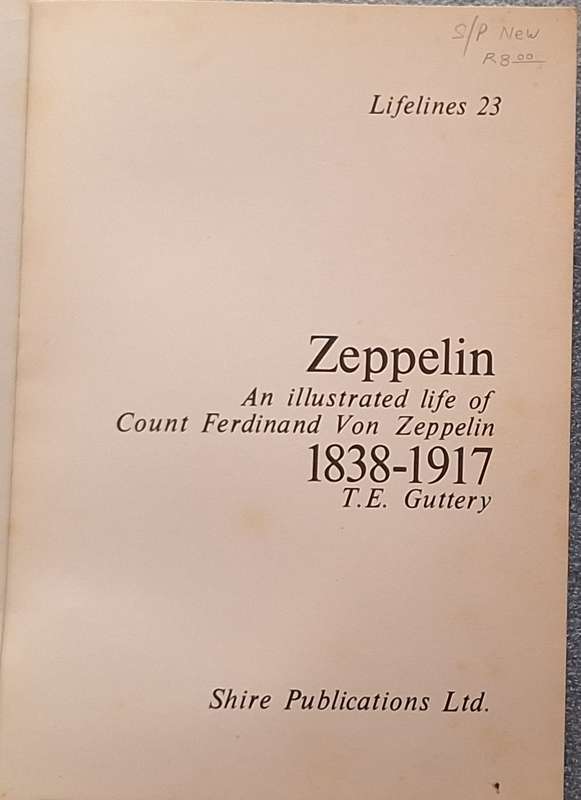 S/P New
R8.00
Lifelines 23
Zeppelin
An illustrated life of
Count Ferdinand Von Zeppelin
1838-1917
T.E. Guttery
Shire Publications Ltd.